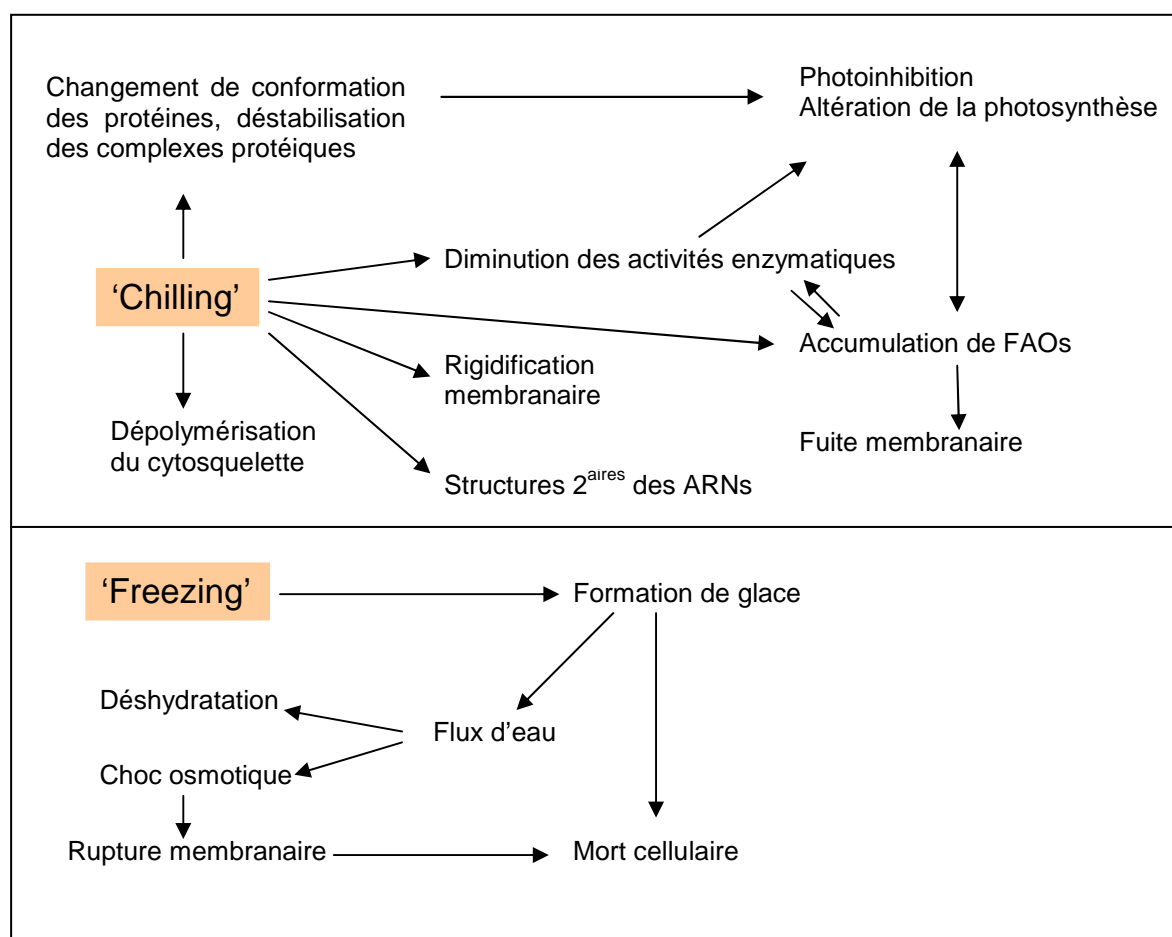 Changement de conformation
des protéines, déstabilisation
des complexes protéiques
Photoinhibition
Altération de la photosynthèse
Diminution des activités enzymatiques
‘Chilling’
Accumulation de FAOs
Rigidification
membranaire
Dépolymérisation
du cytosquelette
Fuite membranaire
Structures 2aires des ARNs
‘Freezing’
Formation de glace
Déshydratation
Flux d’eau
Choc osmotique
Rupture membranaire
Mort cellulaire